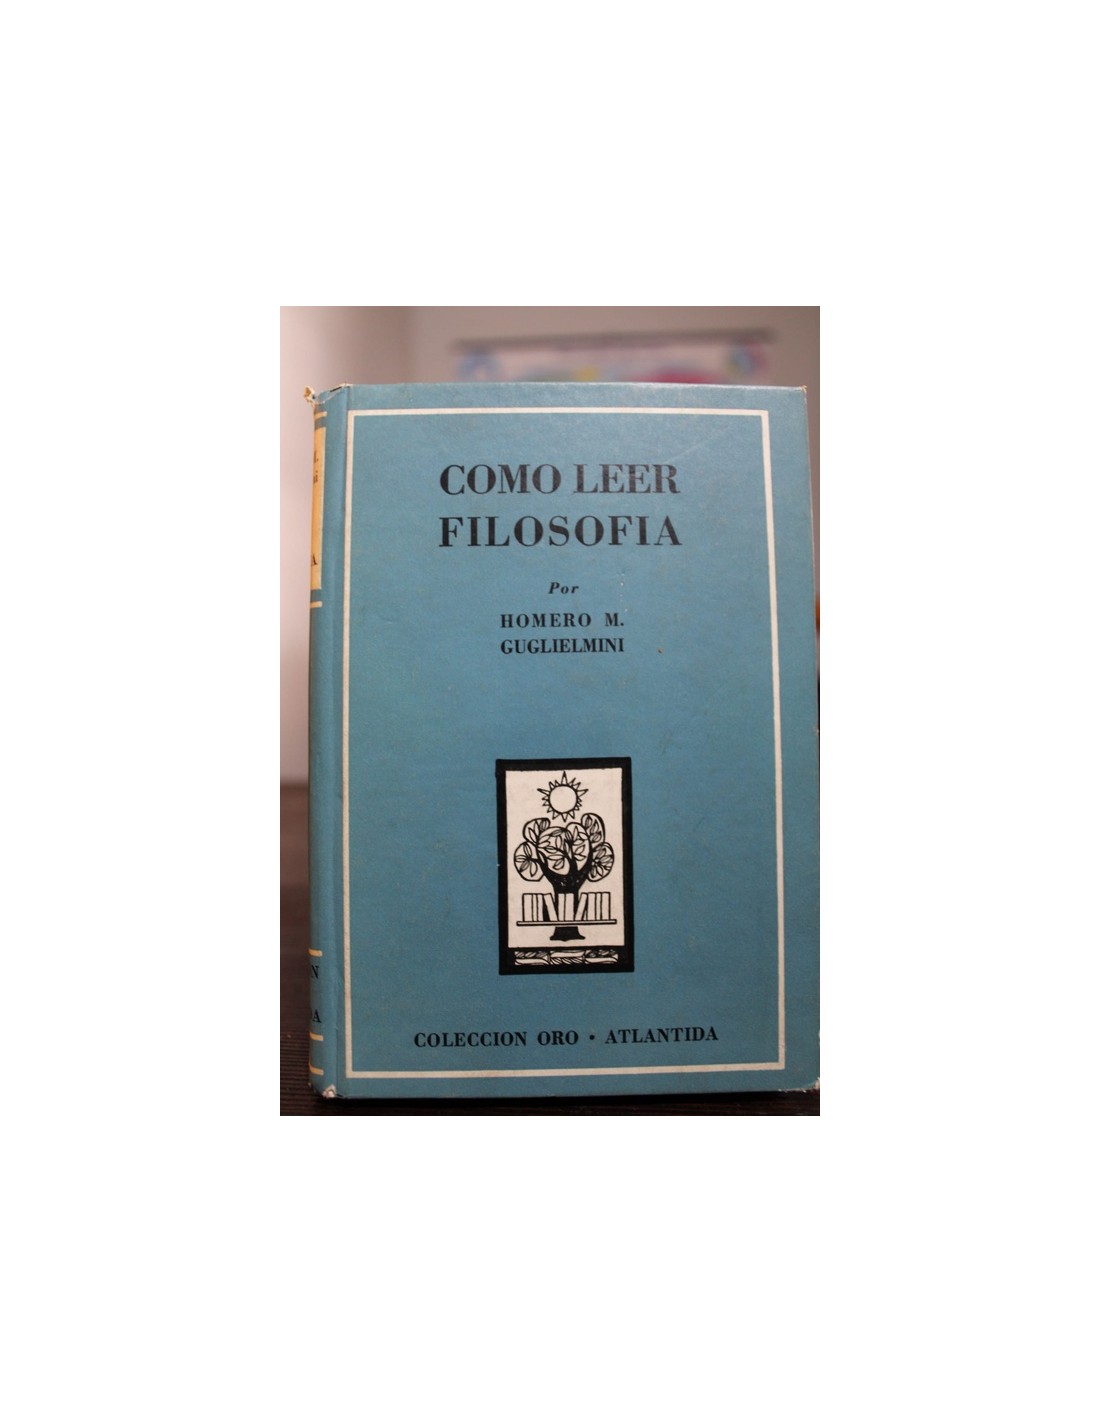 COMO LEER
FILOSOFIA
Por
HOMERO M.
GUGLIELMINI
COLECCION ORO • ATLANTIDA